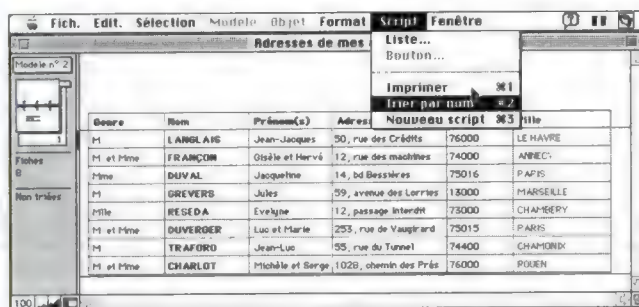 Fich. Edit. Sélection Modèle Objet Format Script Fenêtre
Adresses de mes
Liste...
Bouton...
Imprimer ⌘1
Trier par nom ⌘2
Nouveau script ⌘3
Modèle n° 2
1
Fiches
8
Non triées
Genre Nom Prénom(s) Adres Ville
M LANGLAIS Jean-Jacques 50, rue des Crédits 76000 LE HAVRE
M et Mme FRANÇON Gisèle et Hervé 12, rue des machines 74000 ANNECY
Mme DUVAL Jacqueline 14, bd Bessières 75016 PARIS
M GREVERS Jules 59, avenue des Lorries 13000 MARSEILLE
Mlle RESEDA Evelyne 12, passage Interdit 73000 CHAMBERY
M et Mme DUVERGER Luc et Marie 253, rue de Vaugirard 75015 PARIS
M TRAFORD Jean-Luc 55, rue du Tunnel 74400 CHAMONIX
M et Mme CHARLOT Michèle et Serge 1028, chemin des Prés 76000 ROUEN
100